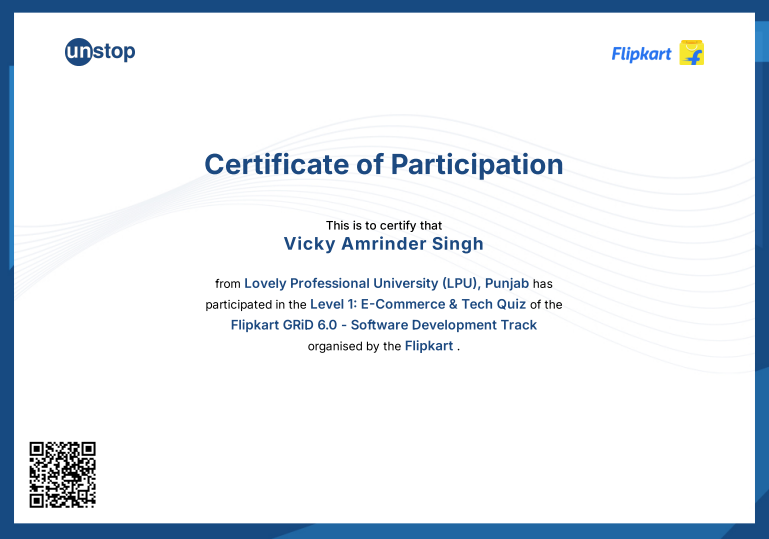 unstop
Flipkart
Certificate of Participation
This is to certify that
Vicky Amrinder Singh
from Lovely Professional University (LPU), Punjab has
participated in the Level 1: E-Commerce & Tech Quiz of the
Flipkart GRiD 6.0 - Software Development Track
organised by the Flipkart .